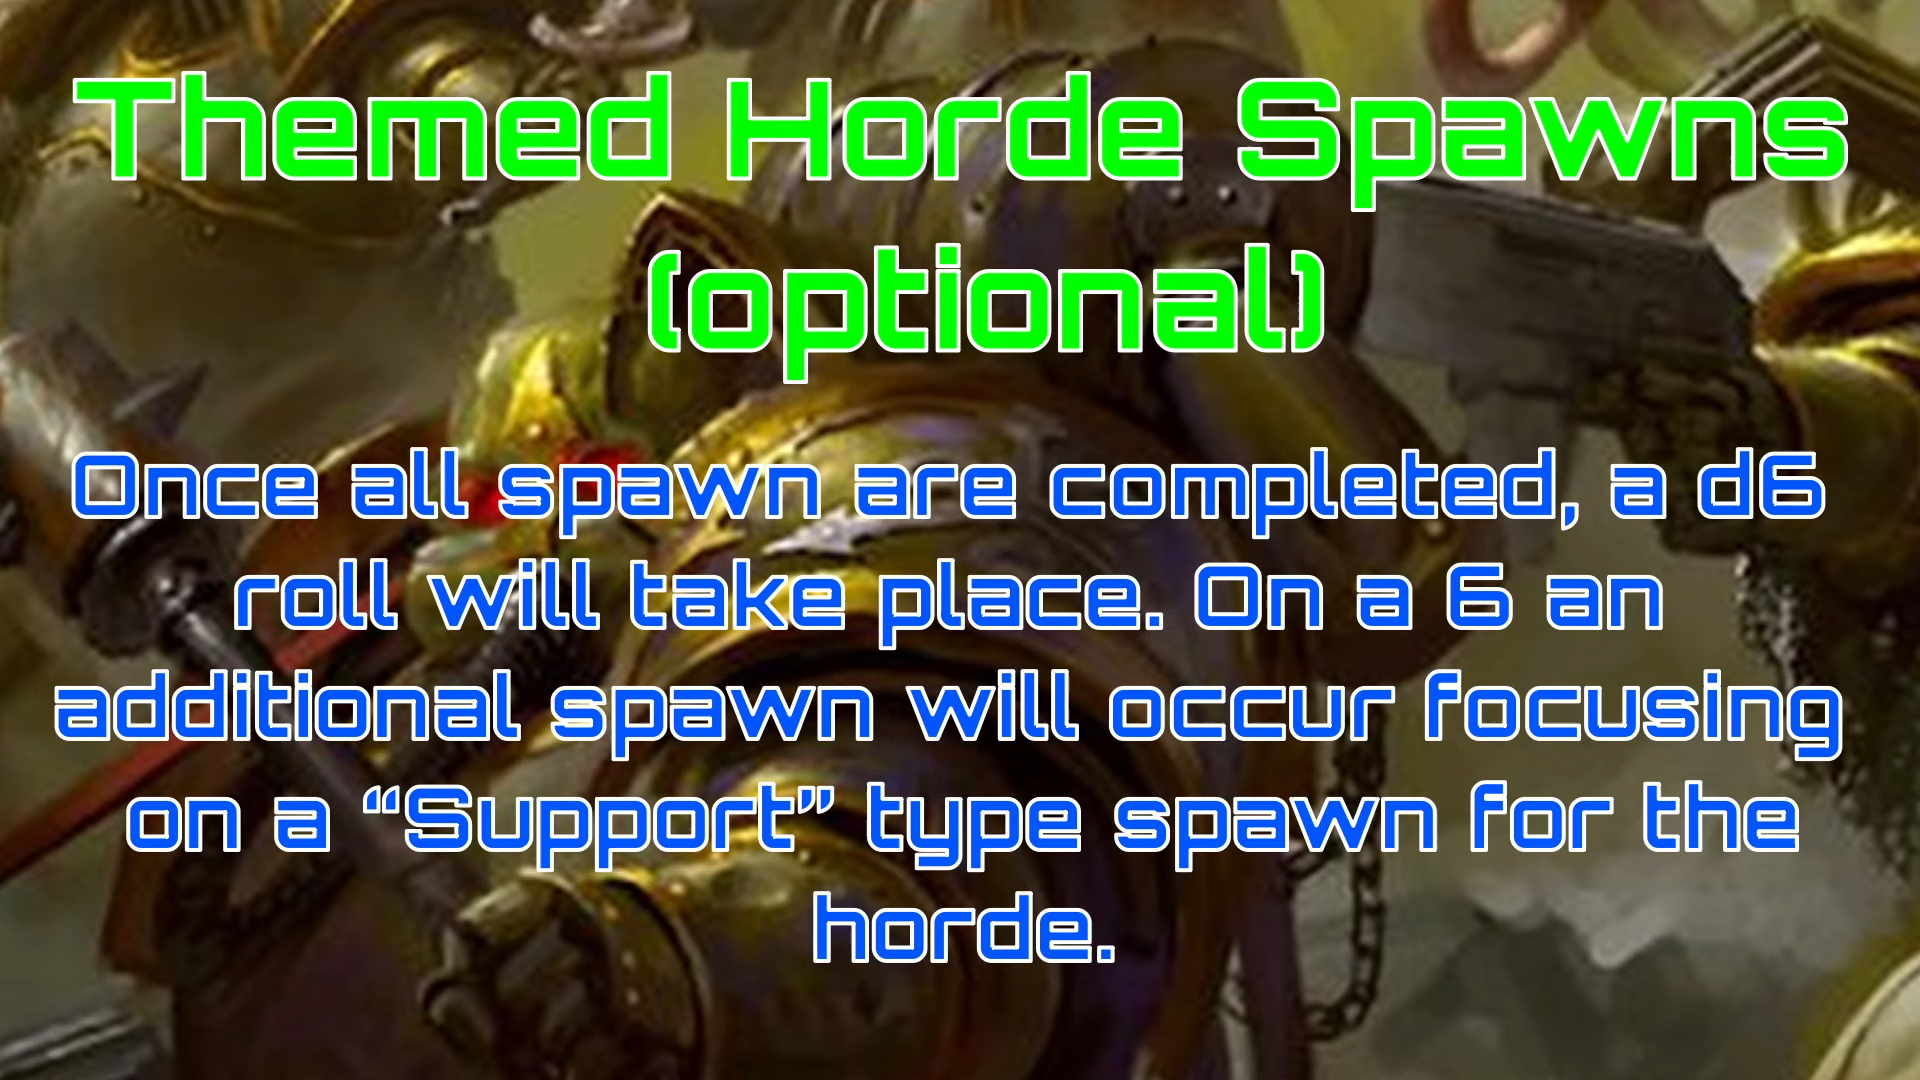 Themed Horde Spawns
(optional)
Once all spawn are completed, a d6
roll will take place. On a 6 an
additional spawn will occur focusing
on a “Support” type spawn for the
horde.